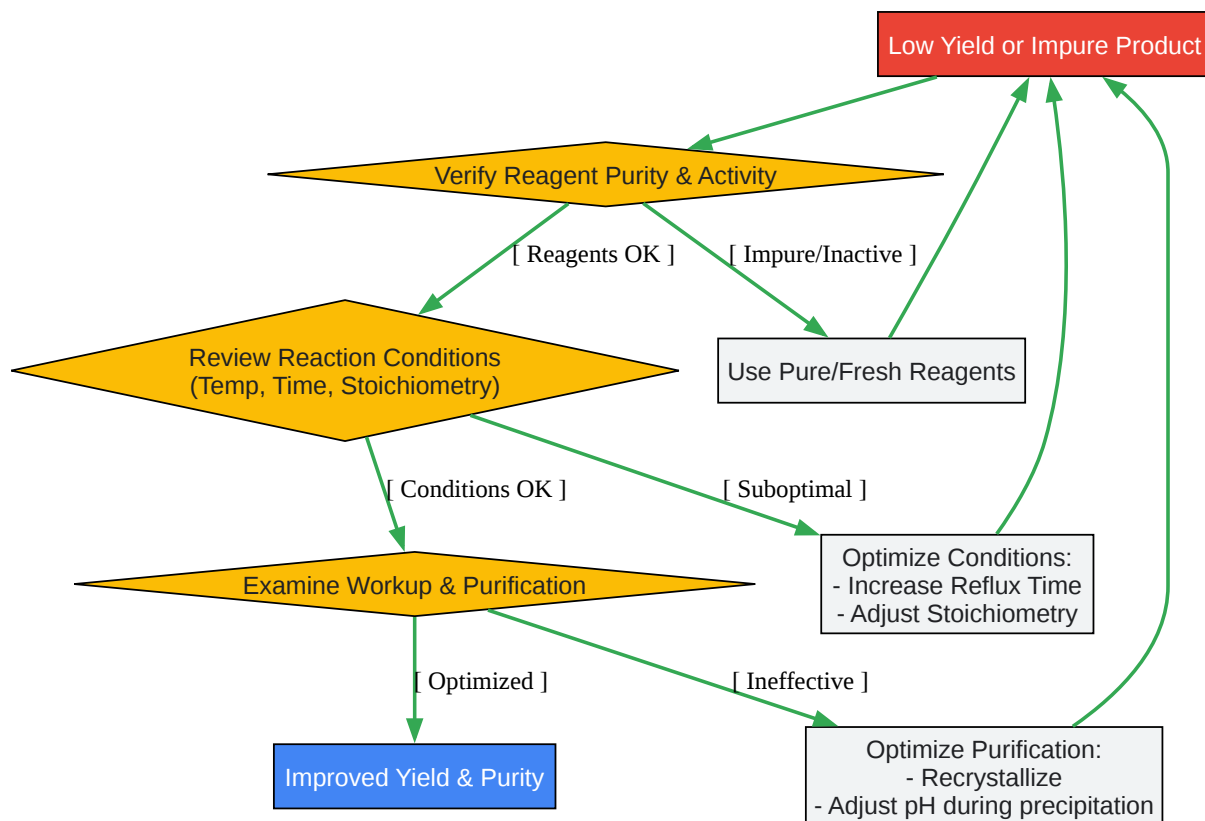 Low Yield or Impure Product
Verify Reagent Purity & Activity
[ Reagents OK ]
[ Impure/Inactive ]
Review Reaction Conditions
(Temp, Time, Stoichiometry)
Use Pure/Fresh Reagents
[ Conditions OK ]
[ Suboptimal ]
Examine Workup & Purification
Optimize Conditions:
- Increase Reflux Time
- Adjust Stoichiometry
[ Optimized ]
[ Ineffective ]
Improved Yield & Purity
Optimize Purification:
- Recrystallize
- Adjust pH during precipitation